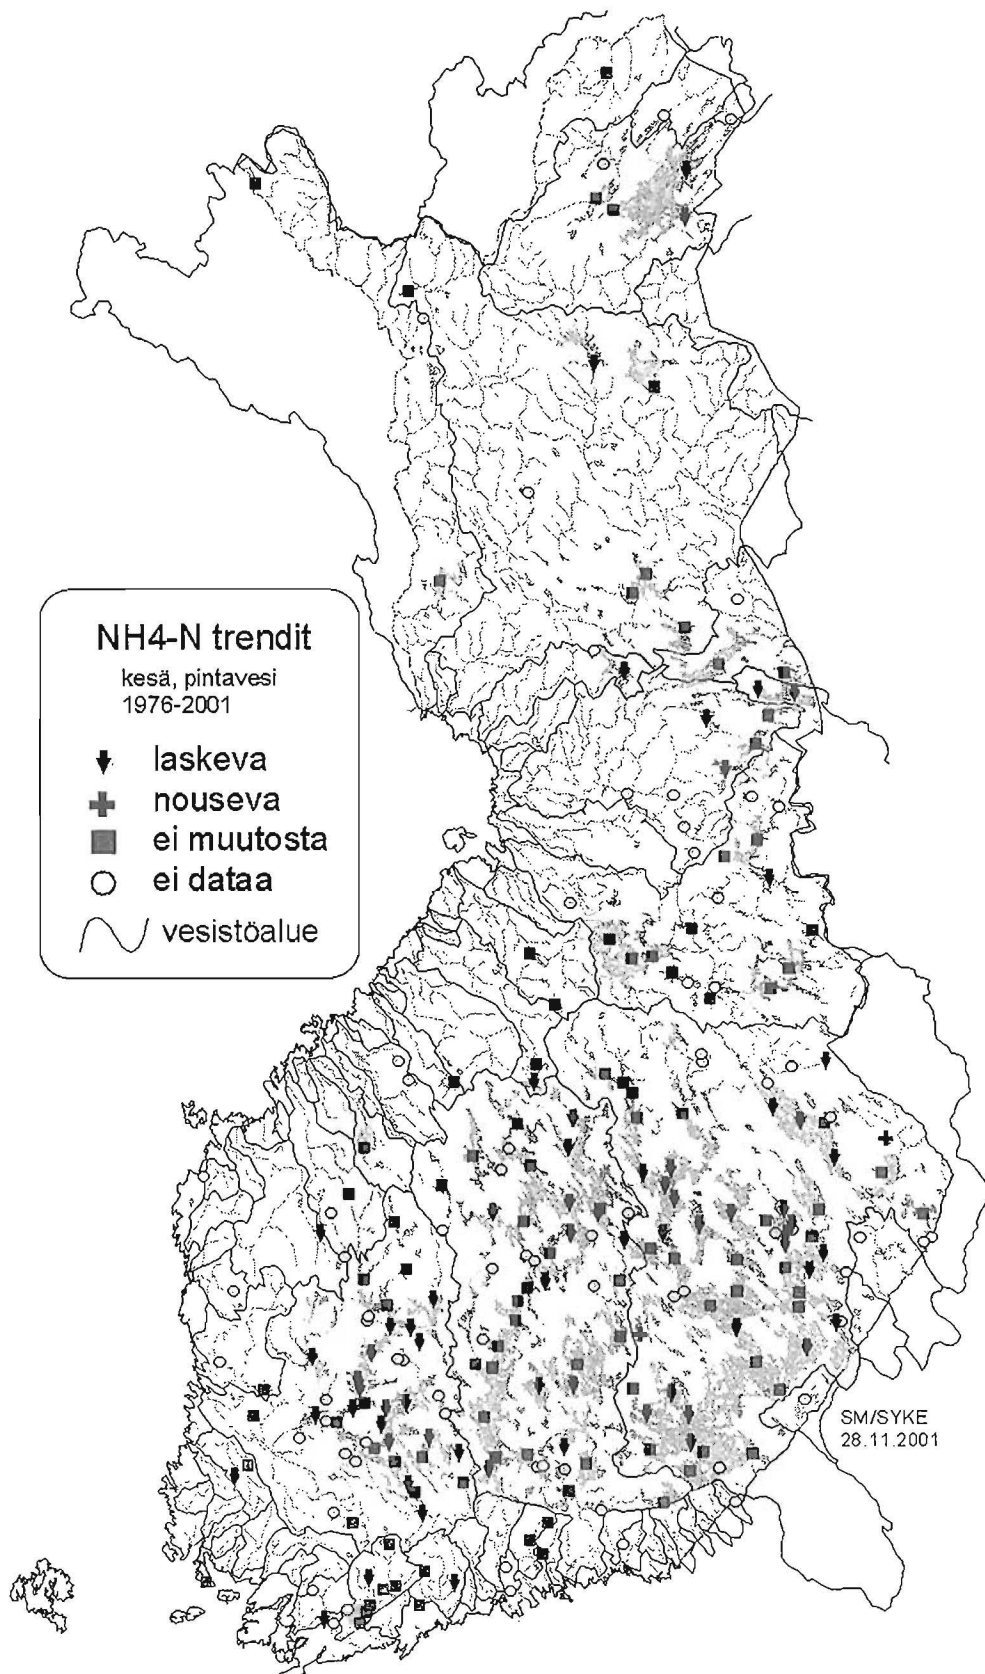 NH4-N trendit
kesä, pintavesi
1976-2001
laskeva
nouseva
ei muutosta
ei dataa
vesistöalue
SM/SYKE
28.11.2001